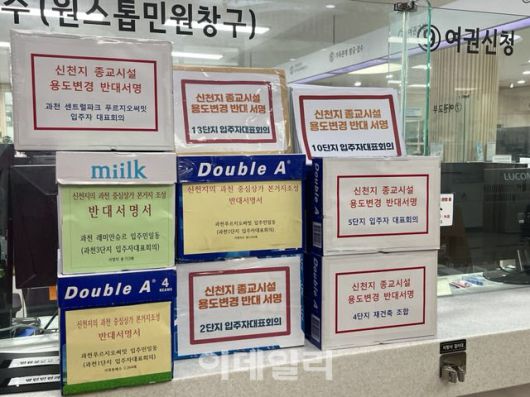 수 (원스톱민원창구)
③ 여권신청
신천지 종교시설
용도변경 반대서명
과천 센트럴파크 푸르지오써밋
입주자 대표회의
신천지 종교시설
용도변경 반대 서명
13단지 입주자대표회의
신천지 종교시설
용도변경 반대 서명
10단지 입주자대표회의
miilk
신천지의 과천 중심상가 본거지조성
반대서명서
과천 래미안슈르 입주민일동
(과천3단지 입주자대표회의)
Double A
신천지의 과천 중심상가 본거지조성
반대서명서
과천푸르지오써밋 입주민일동
Double A
신천지 종교시설
용도변경 반대서명
5단지 입주자 대표회의
Double A 4
REAMS
신천지의 과천 중심상가 본거지조성
반대서명서
과천푸르지오써밋 입주민일동
(과천1단지 입주자대표회의)
신천지 종교시설
용도변경 반대 서명
2단지 입주자대표회의
신천지 종교시설
용도변경 반대서명
4단지 재건축 조합
LUCON
이데일리